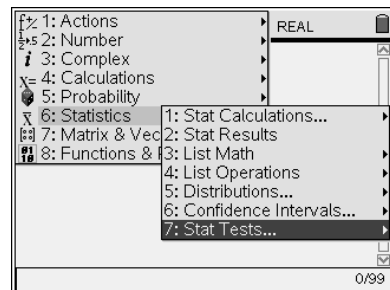 1: Actions
REAL
2: Number
3: Complex
4: Calculations
5: Probability
6: Statistics
1: Stat Calculations...
7: Matrix & Vec
2: Stat Results
8: Functions &
3: List Math
4: List Operations
5: Distributions...
6: Confidence Intervals...
7: Stat Tests...
0/99